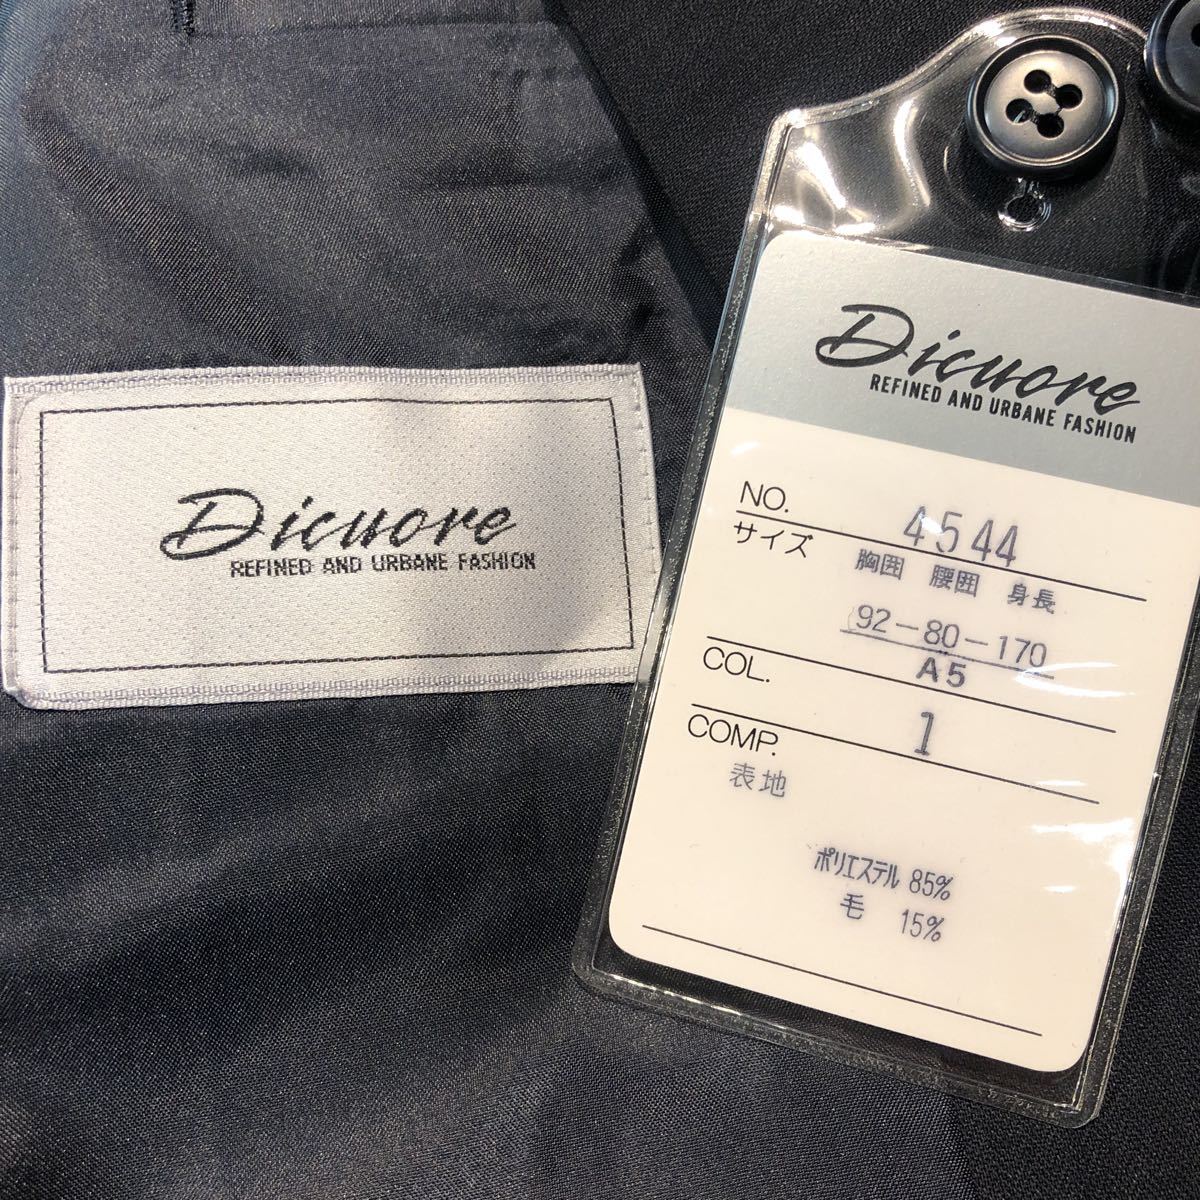 Dicuore
REFINED AND URBANE FASHION
Dicuore
REFINED AND URBANE FASHION
NO. 4544
サイズ 胸囲 腰囲 身長
92-80-170
A5
COL. 1
COMP.
表地
ポリエステル 85%
毛 15%